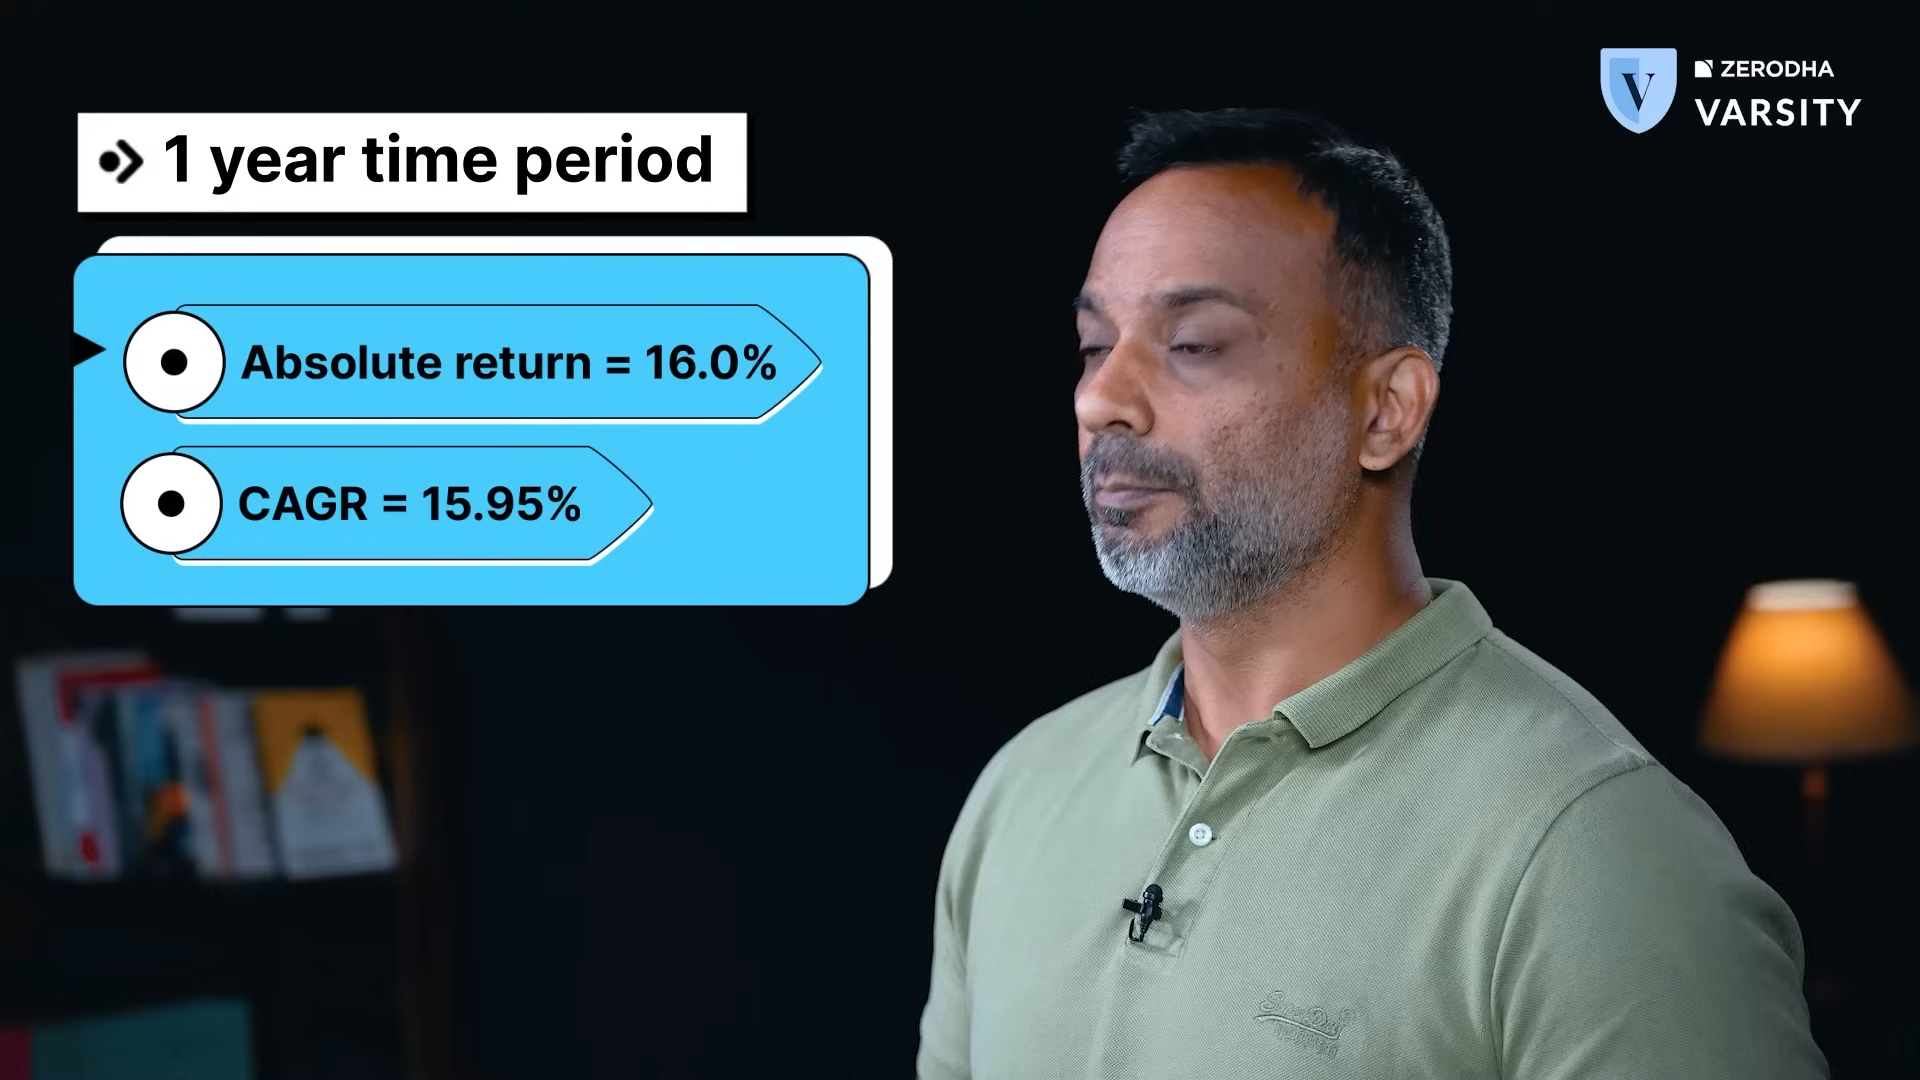 ZERODHA
VARSITY
V
1 year time period
Absolute return = 16.0%
CAGR = 15.95%